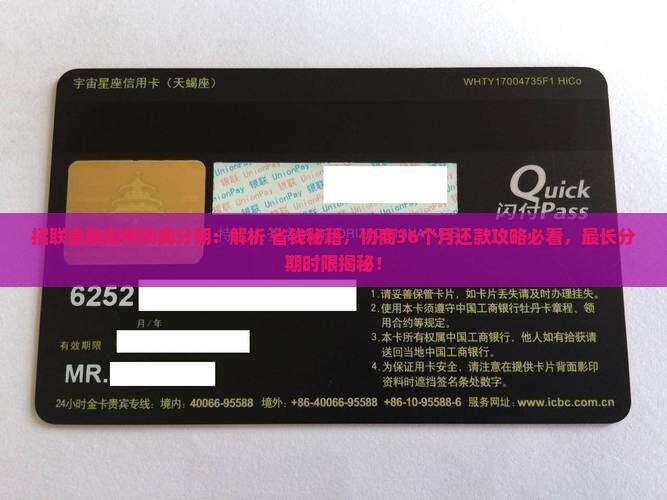 宇宙星座信用卡（天蝎座）
WHTY17004735F1 HiCo
UnionPay 银联 UnionPay 银联 UnionPay
Quick
闪付Pass
解析 省钱秘籍，协商36个月还款攻略必看，最长分
期时限揭秘！
6252
月/年
有效期限
MR.
1.请妥善保管卡片，如卡片丢失请及时办理挂失。
2.使用本卡须遵守中国工商银行牡丹卡章程、领
用合约等规定。
3.本卡所有权属中国工商银行，他人如有拾获请
送回当地中国工商银行。
4.为保证用卡安全，请注意在提供卡片背面影印
资料时遮挡签名条处数字。
24小时金卡贵宾专线：境内：40066-95588 境外：+86-40066-95588 +86-10-95588-6 服务网址：www.icbc.com.cn